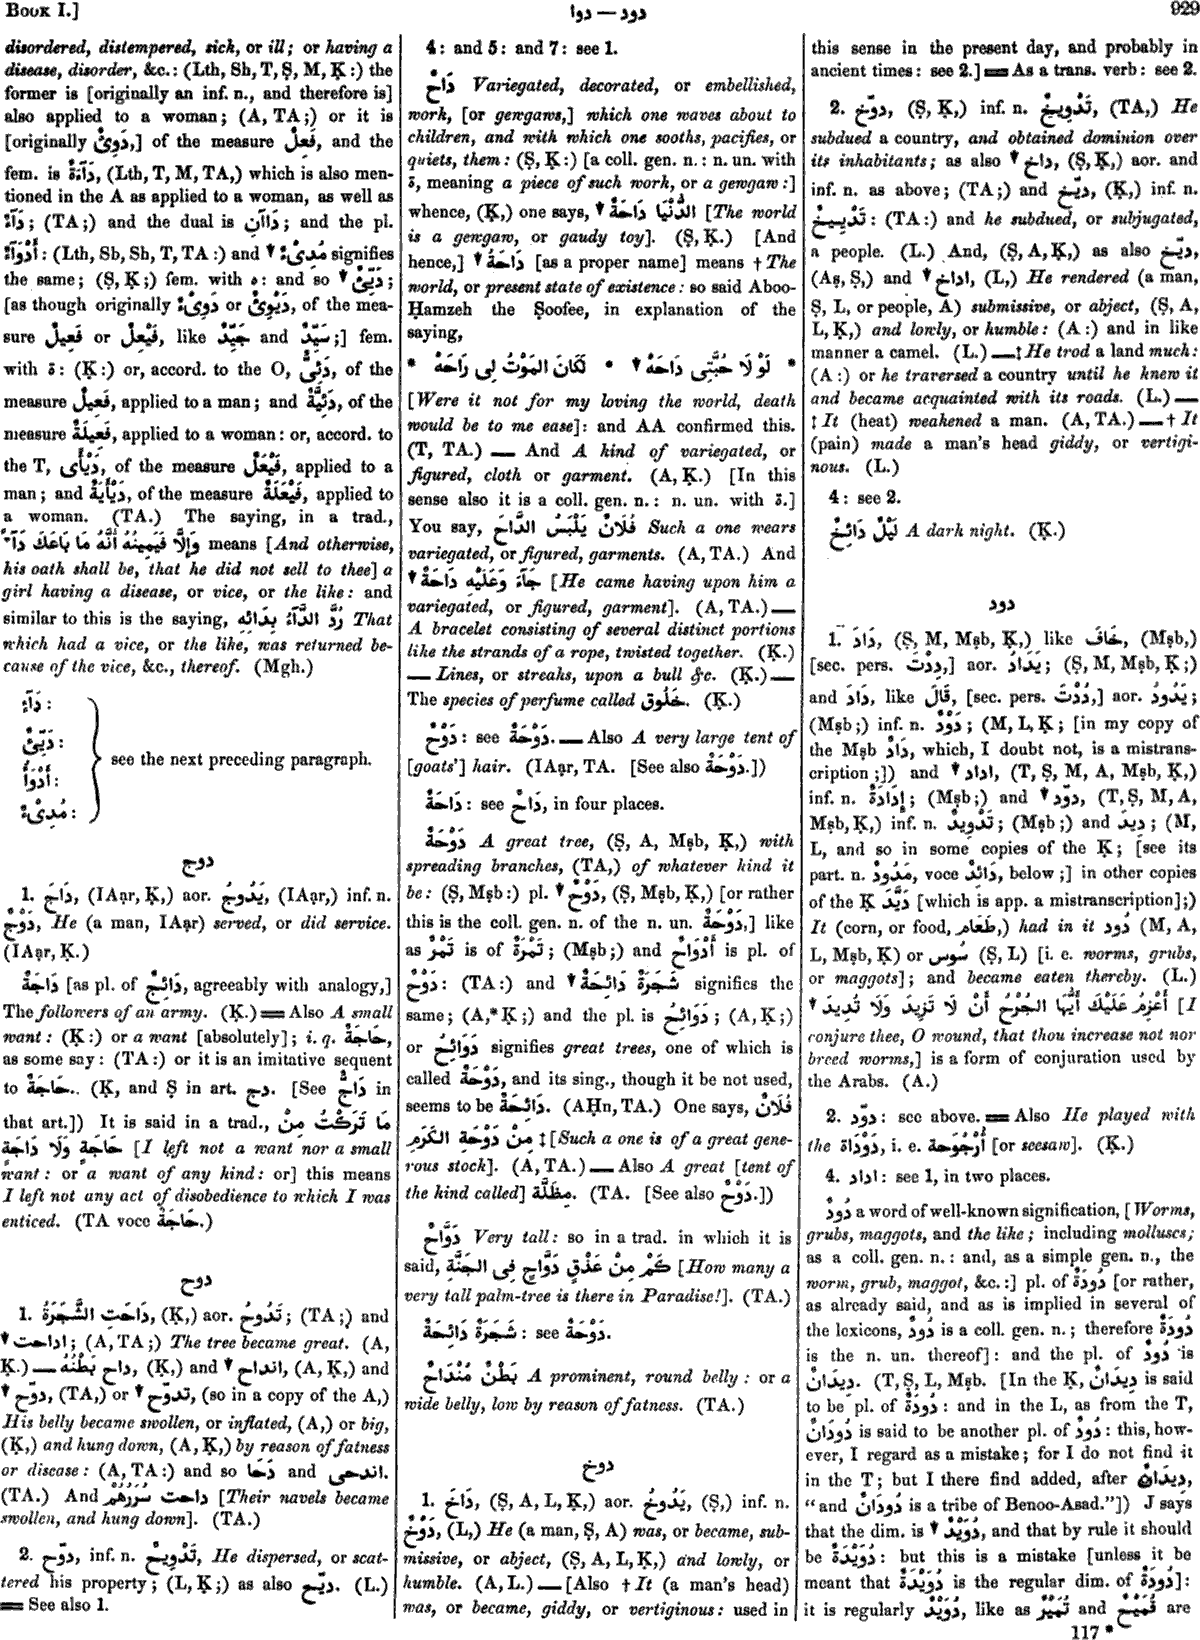 BOOK I.]
دود — دوا
929
disordered, distempered, sick, or ill; or having a
disease, disorder, &c.: (Lth, Sh, T, Ṣ, M, Ḳ:) the
former is [originally an inf. n., and therefore is]
also applied to a woman; (A, TA;) or it is
[originally دَوِئٌ,] of the measure فَعِلٌ, and the
fem. is دَآءَةٌ, (Lth, T, M, TA,) which is also men-
tioned in the A as applied to a woman, as well as
دَآءٌ; (TA;) and the dual is دَاآنِ; and the pl.
أَدْوَآءٌ: (Lth, Sb, Sh, T, TA:) and ▼ مُدِىْءٌ signifies
the same; (Ṣ, Ḳ;) fem. with ة: and so ▼ دَيِّئٌ;
[as though originally دَوِىْءٌ or دَيْوِئٌ, of the mea-
sure فَعِيلٌ or فَيْعِلٌ, like جَيِّدٌ and سَيِّدٌ;] fem.
with ة: (Ḳ:) or, accord. to the O, دَئِىٌّ, of the
measure فَعِيلٌ, applied to a man; and دَئِيَّةٌ, of the
measure فَعِيلَةٌ, applied to a woman: or, accord. to
the T, دَيْأَى, of the measure فَيْعَلٌ, applied to a
man; and دَيْأَيَةٌ, of the measure فَيْعَلَةٌ, applied to
a woman. (TA.) The saying, in a trad.,
وَإِلَّا فَيَمِينُهُ أَنَّهُ مَا بَاعَكَ دَآءً means [And otherwise,
his oath shall be, that he did not sell to thee] a
girl having a disease, or vice, or the like: and
similar to this is the saying, رُدَّ الدَّآءُ بِدَائِهِ That
which had a vice, or the like, was returned be-
cause of the vice, &c., thereof. (Mgh.)
دَآءٌ:
دَيِّئٌ:
أَدْوَأُ:
مُدِىْءٌ:
see the next preceding paragraph.
دوج
1. دَاجَ, (IAạr, Ḳ,) aor. يَدُوجُ, (IAạr,) inf. n.
دَوْجٌ, He (a man, IAạr) served, or did service.
(IAạr, Ḳ.)
دَاجَةٌ [as pl. of دَائِجٌ, agreeably with analogy,]
The followers of an army. (Ḳ.) ═ Also A small
want: (Ḳ:) or a want [absolutely]; i. q. حَاجَةٌ,
as some say: (TA:) or it is an imitative sequent
to حَاجَةٌ. (Ḳ, and Ṣ in art. دج. [See دَاجٌّ in
that art.]) It is said in a trad., مَا تَرَكْتُ مِنْ
حَاجَةٍ وَلَا دَاجَةٍ [I left not a want nor a small
want: or a want of any kind: or] this means
I left not any act of disobedience to which I was
enticed. (TA voce حَاجَةٌ.)
دوح
1. دَاحَتِ الشَّجَرَةُ, (Ḳ,) aor. تَدُوحُ; (TA;) and
▼ اداحت; (A, TA;) The tree became great. (A,
Ḳ.) — داح بَطْنُهُ, (Ḳ,) and ▼ انداح, (A, Ḳ,) and
▼ دوّح, (TA,) or ▼ تدوّح, (so in a copy of the A,)
His belly became swollen, or inflated, (A,) or big,
(Ḳ,) and hung down, (A, Ḳ,) by reason of fatness
or disease: (A, TA:) and so دَحَا and اندحى.
(TA.) And داحت سُرَرُهُمْ [Their navels became
swollen, and hung down]. (TA.)
2. دوّح, inf. n. تَدْوِيحٌ, He dispersed, or scat-
tered his property; (L, Ḳ;) as also ديّح. (L.)
═ See also 1.
4: and 5: and 7: see 1.
دَاحٌ Variegated, decorated, or embellished,
work, [or gewgaws,] which one waves about to
children, and with which one sooths, pacifies, or
quiets, them: (Ṣ, Ḳ:) [a coll. gen. n.: n. un. with
ة, meaning a piece of such work, or a gewgaw:]
whence, (Ḳ,) one says, ▼ الدُّنْيَا دَاحَةٌ [The world
is a gewgaw, or gaudy toy]. (Ṣ, Ḳ.) [And
hence,] ▼ دَاحَةٌ [as a proper name] means † The
world, or present state of existence: so said Aboo-
Ḥamzeh the Ṣoofee, in explanation of the
saying,
* لَوْ لَا حُبَّتِى دَاحَهْ ▼ • لَكَانَ المَوْتُ لِى رَاحَهْ *
[Were it not for my loving the world, death
would be to me ease]: and AA confirmed this.
(T, TA.) — And A kind of variegated, or
figured, cloth or garment. (A, Ḳ.) [In this
sense also it is a coll. gen. n.: n. un. with ة.]
You say, فُلَانٌ يَلْبَسُ الدَّاحَ Such a one wears
variegated, or figured, garments. (A, TA.) And
▼ جَآءَ وَعَلَيْهِ دَاحَةٌ [He came having upon him a
variegated, or figured, garment]. (A, TA.) —
A bracelet consisting of several distinct portions
like the strands of a rope, twisted together. (Ḳ.)
— Lines, or streaks, upon a bull &c. (Ḳ.) —
The species of perfume called خَلُوق. (Ḳ.)
دَوْحٌ: see دَوْحَةٌ. — Also A very large tent of
[goats'] hair. (IAạr, TA. [See also دَوْحَةٌ.])
دَاحَةٌ: see دَاحٌ, in four places.
دَوْحَةٌ A great tree, (Ṣ, A, Mṣb, Ḳ,) with
spreading branches, (TA,) of whatever kind it
be: (Ṣ, Mṣb:) pl. ▼ دَوْحٌ, (Ṣ, Mṣb, Ḳ,) [or rather
this is the coll. gen. n. of the n. un. دَوْحَةٌ,] like
as تَمْرٌ is of تَمْرَةٌ; (Mṣb;) and أَدْوَاحٌ is pl. of
دَوْحٌ: (TA:) and ▼ شَجَرَةٌ دَائِحَةٌ signifies the
same; (A,* Ḳ;) and the pl. is دَوَائِحُ; (A, Ḳ;)
or دَوَائِحُ signifies great trees, one of which is
called دَوْحَةٌ, and its sing., though it be not used,
seems to be دَائِحَةٌ. (AḤn, TA.) One says, فُلَانٌ
مِنْ دَوْحَةِ الكَرَمِ ‡ [Such a one is of a great gene-
rous stock]. (A, TA.) — Also A great [tent of
the kind called] مِظَلَّة. (TA. [See also دَوْحٌ.])
دَوَّاحٌ Very tall: so in a trad. in which it is
said, كَمْ مِنْ عَذْقٍ دَوَّاحٍ فِى الجَنَّةِ [How many a
very tall palm-tree is there in Paradise!]. (TA.)
شَجَرَةٌ دَائِحَةٌ: see دَوْحَةٌ.
بَطْنٌ مُنْدَاحٌ A prominent, round belly: or a
wide belly, low by reason of fatness. (TA.)
دوخ
1. دَاخَ, (Ṣ, A, L, Ḳ,) aor. يَدُوخُ, (Ṣ,) inf. n.
دَوْخٌ, (L,) He (a man, Ṣ, A) was, or became, sub-
missive, or abject, (Ṣ, A, L, Ḳ,) and lowly, or
humble. (A, L.) — [Also † It (a man's head)
was, or became, giddy, or vertiginous: used in
this sense in the present day, and probably in
ancient times: see 2.] ═ As a trans. verb: see 2.
2. دوّخ, (Ṣ, Ḳ,) inf. n. تَدْوِيخٌ, (TA,) He
subdued a country, and obtained dominion over
its inhabitants; as also ▼ داخ, (Ṣ, Ḳ,) aor. and
inf. n. as above; (TA;) and ديّخ, (Ḳ,) inf. n.
تَدْيِيخٌ: (TA:) and he subdued, or subjugated,
a people. (L.) And, (Ṣ, A, Ḳ,) as also ديّخ,
(Aṣ, Ṣ,) and ▼ اداخ, (L,) He rendered (a man,
Ṣ, L, or people, A) submissive, or abject, (Ṣ, A,
L, Ḳ,) and lowly, or humble: (A:) and in like
manner a camel. (L.) — ‡ He trod a land much:
(A:) or he traversed a country until he knew it
and became acquainted with its roads. (L.) —
‡ It (heat) weakened a man. (A, TA.) — † It
(pain) made a man's head giddy, or vertigi-
nous. (L.)
4: see 2.
لَيْلٌ دَائِخٌ A dark night. (Ḳ.)
دود
1. دَادَ, (Ṣ, M, Mṣb, Ḳ,) like خَافَ, (Mṣb,)
[sec. pers. دِدْتَ,] aor. يَدَادُ; (Ṣ, M, Mṣb, Ḳ;)
and دَادَ, like قَالَ, [sec. pers. دُدْتَ,] aor. يَدُودُ;
(Mṣb;) inf. n. دَوْدٌ; (M, L, Ḳ; [in my copy of
the Mṣb دَادٌ, which, I doubt not, is a mistrans-
cription;]) and ▼ اداد, (T, Ṣ, M, A, Mṣb, Ḳ,)
inf. n. إِدَادَةٌ; (Mṣb;) and ▼ دوّد, (T, Ṣ, M, A,
Mṣb, Ḳ,) inf. n. تَدْوِيدٌ; (Mṣb;) and دِيدَ; (M,
L, and so in some copies of the Ḳ; [see its
part. n. مَدُودٌ, voce دَائِدٌ, below;] in other copies
of the Ḳ دَيَّدَ [which is app. a mistranscription];)
It (corn, or food, طَعَام,) had in it دُود (M, A,
L, Mṣb, Ḳ) or سُوس (Ṣ, L) [i. e. worms, grubs,
or maggots]; and became eaten thereby. (L.)
▼ أَعْزِمُ عَلَيْكَ أَيُّهَا الجُرْحُ أَنْ لَا تَزِيدَ وَلَا تُدِيدَ [I
conjure thee, O wound, that thou increase not nor
breed worms,] is a form of conjuration used by
the Arabs. (A.)
2. دوّد: see above. ═ Also He played with
the دَوْدَاة, i. e. أُرْجُوحَة [or seesaw]. (Ḳ.)
4. اداد: see 1, in two places.
دُودٌ a word of well-known signification, [Worms,
grubs, maggots, and the like; including molluscs;
as a coll. gen. n.: and, as a simple gen. n., the
worm, grub, maggot, &c.:] pl. of دُودَةٌ [or rather,
as already said, and as is implied in several of
the lexicons, دُودٌ is a coll. gen. n.; therefore دُودَةٌ
is the n. un. thereof]: and the pl. of دُودٌ is
دِيدَانٌ. (T, Ṣ, L, Mṣb. [In the Ḳ, دِيدَانٌ is said
to be pl. of دُودَةٌ: and in the L, as from the T,
دُودَانٌ is said to be another pl. of دُودٌ: this, how-
ever, I regard as a mistake; for I do not find it
in the T; but I there find added, after دِيدَانٌ,
"and دُودَانُ is a tribe of Benoo-Asad."]) J says
that the dim. is ▼ دُوَيْدٌ, and that by rule it should
be دُوَيْدَةٌ: but this is a mistake [unless it be
meant that دُوَيْدَةٌ is the regular dim. of دُودَةٌ]:
it is regularly دُوَيْدٌ, like as تُمَيْرٌ and قُمَيْحٌ are
117 *